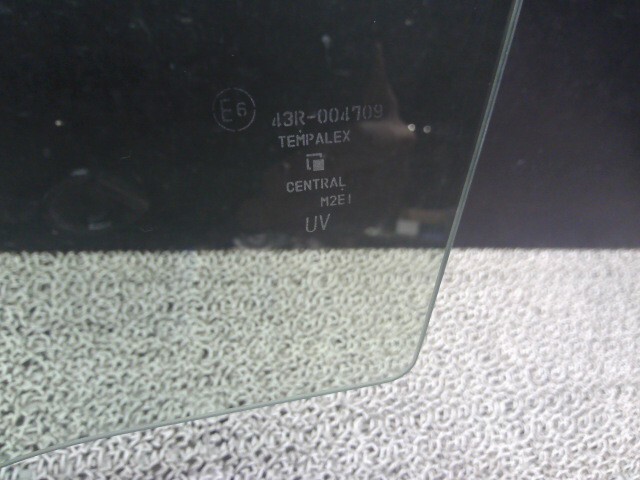 E6 43R-004709
TEMPALEX
CENTRAL
M2E1
UV